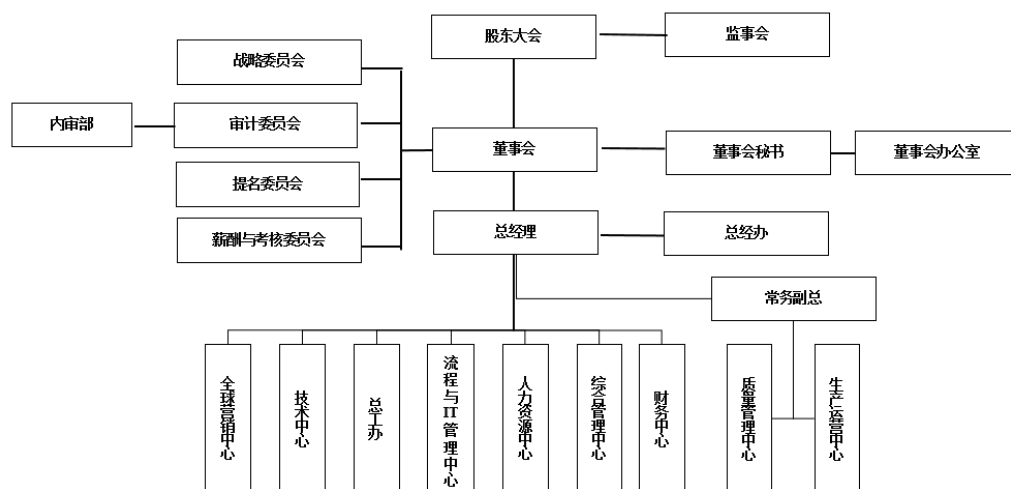 股东大会
监事会
战略委员会
内审部
审计委员会
董事会
董事会秘书
董事会办公室
提名委员会
薪酬与考核委员会
总经理
总经办
常务副总
全球营销中心
技术中心
总工办
流程与IT管理中心
人力资源中心
综合管理中心
财务中心
质量管理中心
生产运营中心